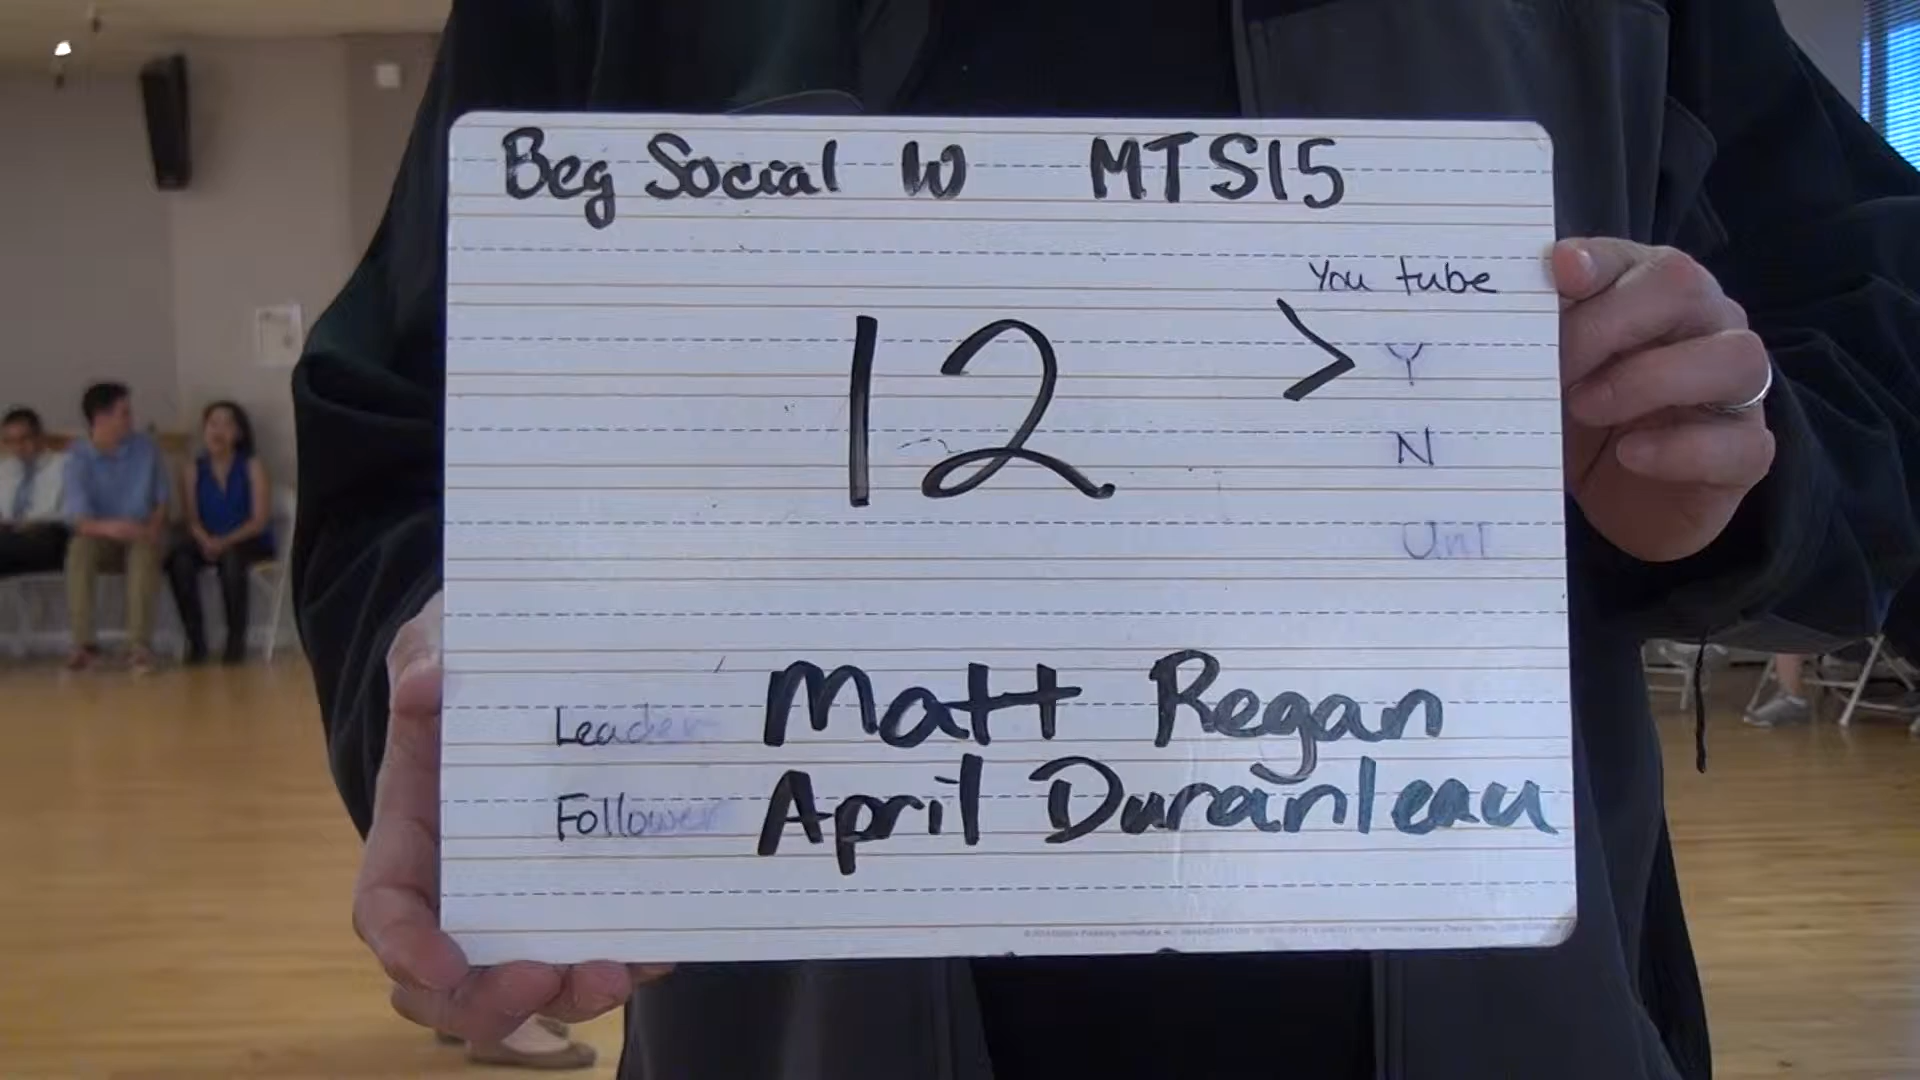 Beg Social W MTS15
You tube
12 > Y
N
Unl
Leader Matt Regan
Follower April Duranleau